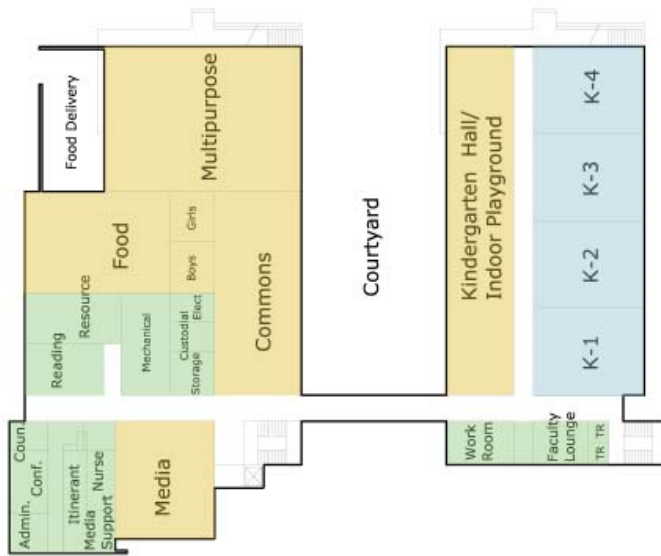 Food Delivery
Multipurpose
Food
Girls
Boys
Commons
Reading
Resource
Mechanical
Custodial
Elect
Storage
Courtyard
Kindergarten Hall/
Indoor Playground
K-4
K-3
K-2
K-1
Admin.
Coun.
Conf.
Itinerant
Media
Support
Nurse
Media
Work
Room
Faculty
Lounge
TR TR